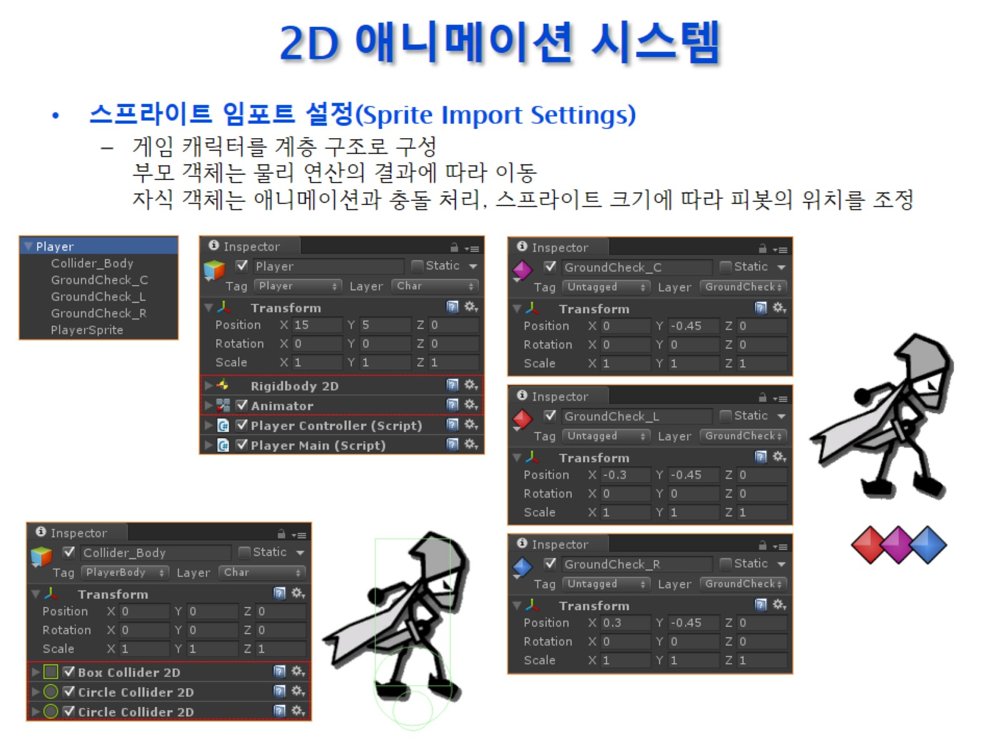 2D 애니메이션 시스템
• 스프라이트 임포트 설정(Sprite Import Settings)
– 게임 캐릭터를 계층 구조로 구성
부모 객체는 물리 연산의 결과에 따라 이동
자식 객체는 애니메이션과 충돌 처리, 스프라이트 크기에 따라 피봇의 위치를 조정
Player
Collider_Body
GroundCheck_C
GroundCheck_L
GroundCheck_R
PlayerSprite
Inspector
Player Static
Tag Player Layer Char
Transform
Position X 15 Y 5 Z 0
Rotation X 0 Y 0 Z 0
Scale X 1 Y 1 Z 1
Rigidbody 2D
Animator
Player Controller (Script)
Player Main (Script)
Inspector
GroundCheck_C Static
Tag Untagged Layer GroundCheck
Transform
Position X 0 Y -0.45 Z 0
Rotation X 0 Y 0 Z 0
Scale X 1 Y 1 Z 1
Inspector
GroundCheck_L Static
Tag Untagged Layer GroundCheck
Transform
Position X -0.3 Y -0.45 Z 0
Rotation X 0 Y 0 Z 0
Scale X 1 Y 1 Z 1
Inspector
GroundCheck_R Static
Tag Untagged Layer GroundCheck
Transform
Position X 0.3 Y -0.45 Z 0
Rotation X 0 Y 0 Z 0
Scale X 1 Y 1 Z 1
Inspector
Collider_Body Static
Tag PlayerBody Layer Char
Transform
Position X 0 Y 0 Z 0
Rotation X 0 Y 0 Z 0
Scale X 1 Y 1 Z 1
Box Collider 2D
Circle Collider 2D
Circle Collider 2D